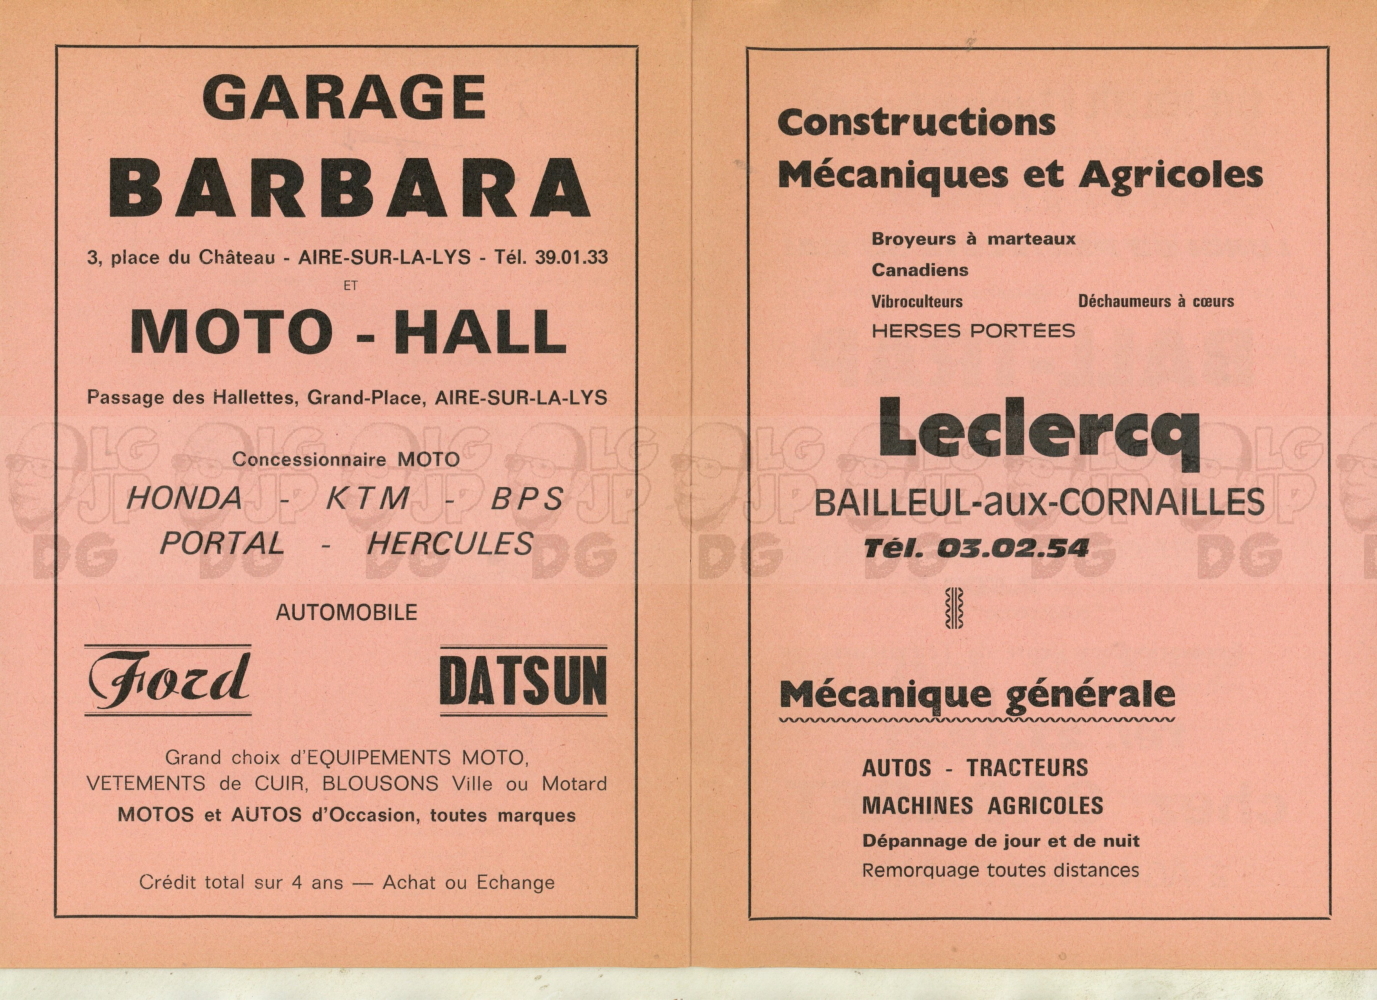 GARAGE
BARBARA
3, place du Château - AIRE-SUR-LA-LYS - Tél. 39.01.33
ET
MOTO - HALL
Passage des Hallettes, Grand-Place, AIRE-SUR-LA-LYS
Concessionnaire MOTO
HONDA - KTM - BPS
PORTAL - HERCULES
AUTOMOBILE
Ford DATSUN
Grand choix d'EQUIPEMENTS MOTO,
VETEMENTS de CUIR, BLOUSONS Ville ou Motard
MOTOS et AUTOS d'Occasion, toutes marques
Crédit total sur 4 ans — Achat ou Echange
Constructions
Mécaniques et Agricoles
Broyeurs à marteaux
Canadiens
Vibroculteurs Déchaumeurs à cœurs
HERSES PORTÉES
Leclercq
BAILLEUL-aux-CORNAILLES
Tél. 03.02.54
Mécanique générale
AUTOS - TRACTEURS
MACHINES AGRICOLES
Dépannage de jour et de nuit
Remorquage toutes distances
LG
JP
DG